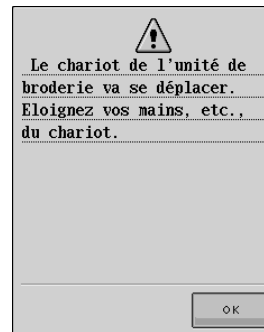 Le chariot de l'unité de
broderie va se déplacer.
Eloignez vos mains, etc.,
du chariot.
OK